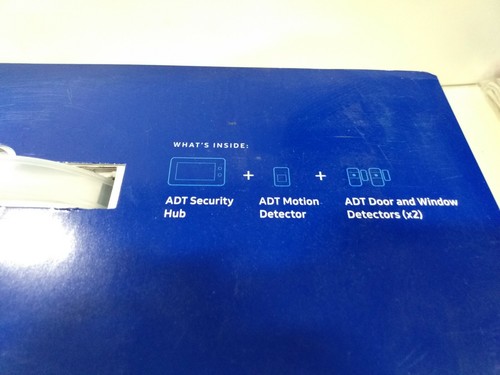 WHAT'S INSIDE:
+ +
ADT Security ADT Motion ADT Door and Window
Hub Detector Detectors (x2)